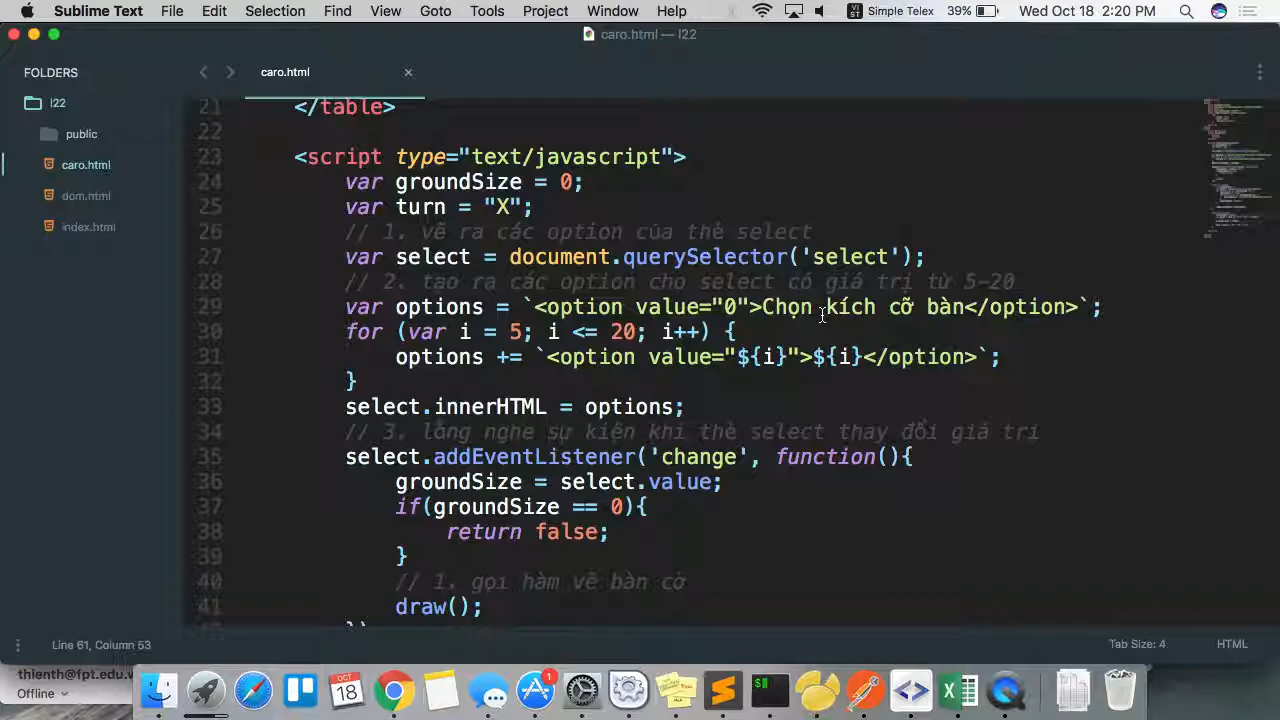 Sublime Text File Edit Selection Find View Goto Tools Project Window Help VI ST Simple Telex 39% Wed Oct 18 2:20 PM
caro.html — l22
FOLDERS
l22
public
caro.html
dom.html
index.html
caro.html ×
21 </table>
22
23 <script type="text/javascript">
24 var groundSize = 0;
25 var turn = "X";
26 // 1. vẽ ra các option của thẻ select
27 var select = document.querySelector('select');
28 // 2. tạo ra các option cho select có giá trị từ 5-20
29 var options = `<option value="0">Chọn kích cỡ bàn</option>`;
30 for (var i = 5; i <= 20; i++) {
31 options += `<option value="${i}">${i}</option>`;
32 }
33 select.innerHTML = options;
34 // 3. lắng nghe sự kiện khi thẻ select thay đổi giá trị
35 select.addEventListener('change', function(){
36 groundSize = select.value;
37 if(groundSize == 0){
38 return false;
39 }
40 // 1. gọi hàm vẽ bàn cờ
41 draw();
Line 61, Column 53 Tab Size: 4 HTML
thienth@fpt.edu.v
Offline
OCT
18
1
$